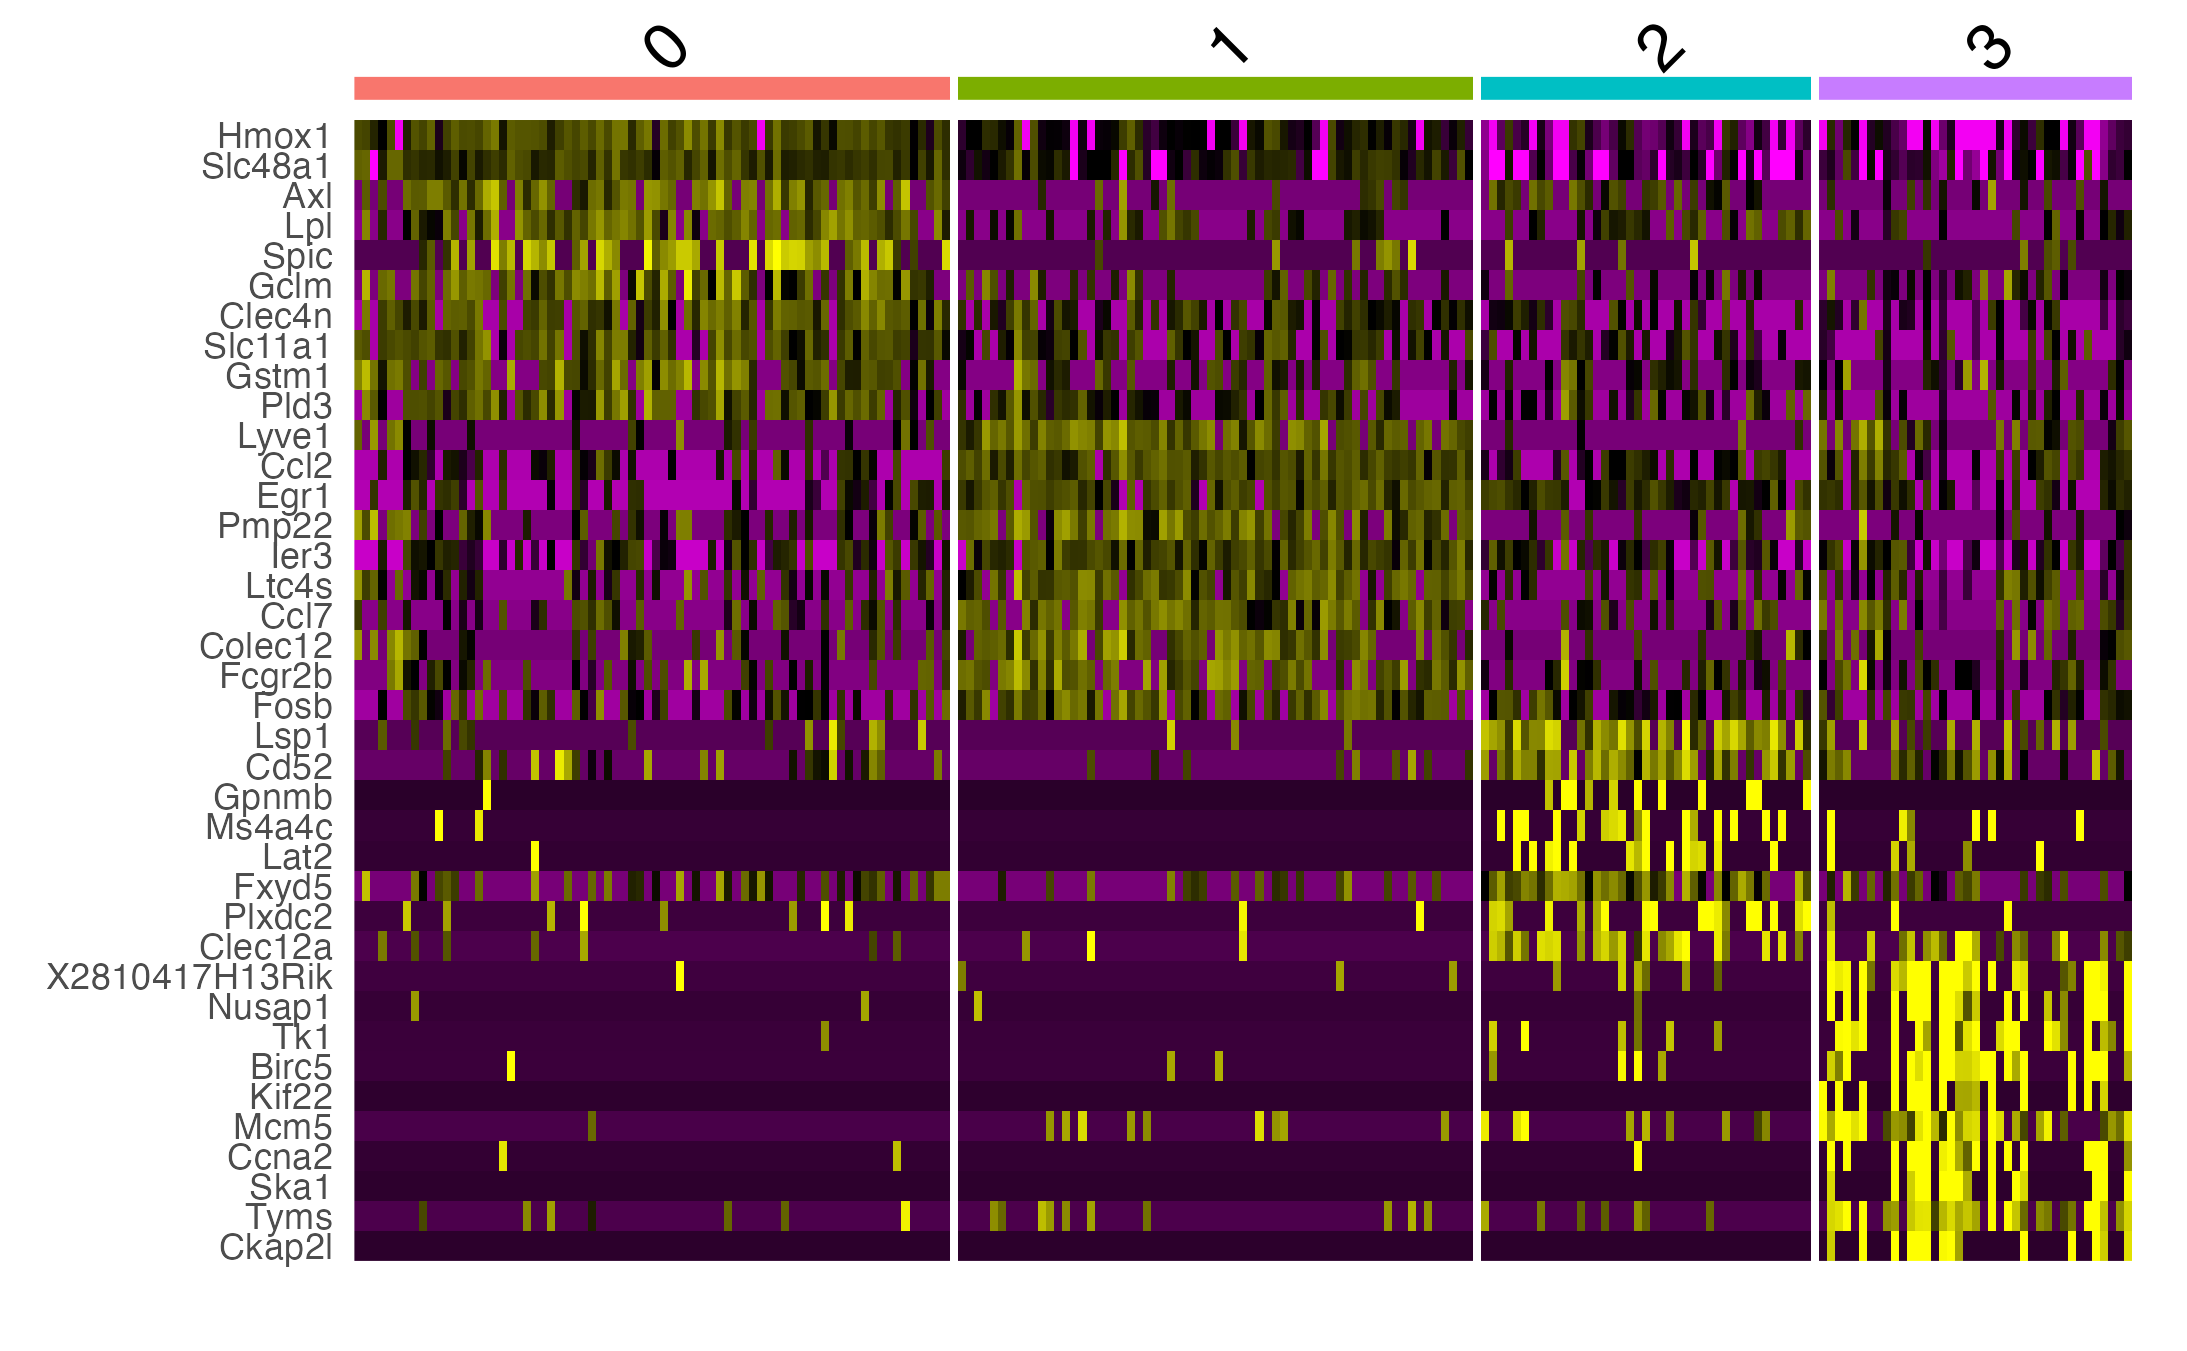 0 1 2 3
Hmox1
Slc48a1
Axl
Lpl
Spic
Gclm
Clec4n
Slc11a1
Gstm1
Pld3
Lyve1
Ccl2
Egr1
Pmp22
Ier3
Ltc4s
Ccl7
Colec12
Fcgr2b
Fosb
Lsp1
Cd52
Gpnmb
Ms4a4c
Lat2
Fxyd5
Plxdc2
Clec12a
X2810417H13Rik
Nusap1
Tk1
Birc5
Kif22
Mcm5
Ccna2
Ska1
Tyms
Ckap2l